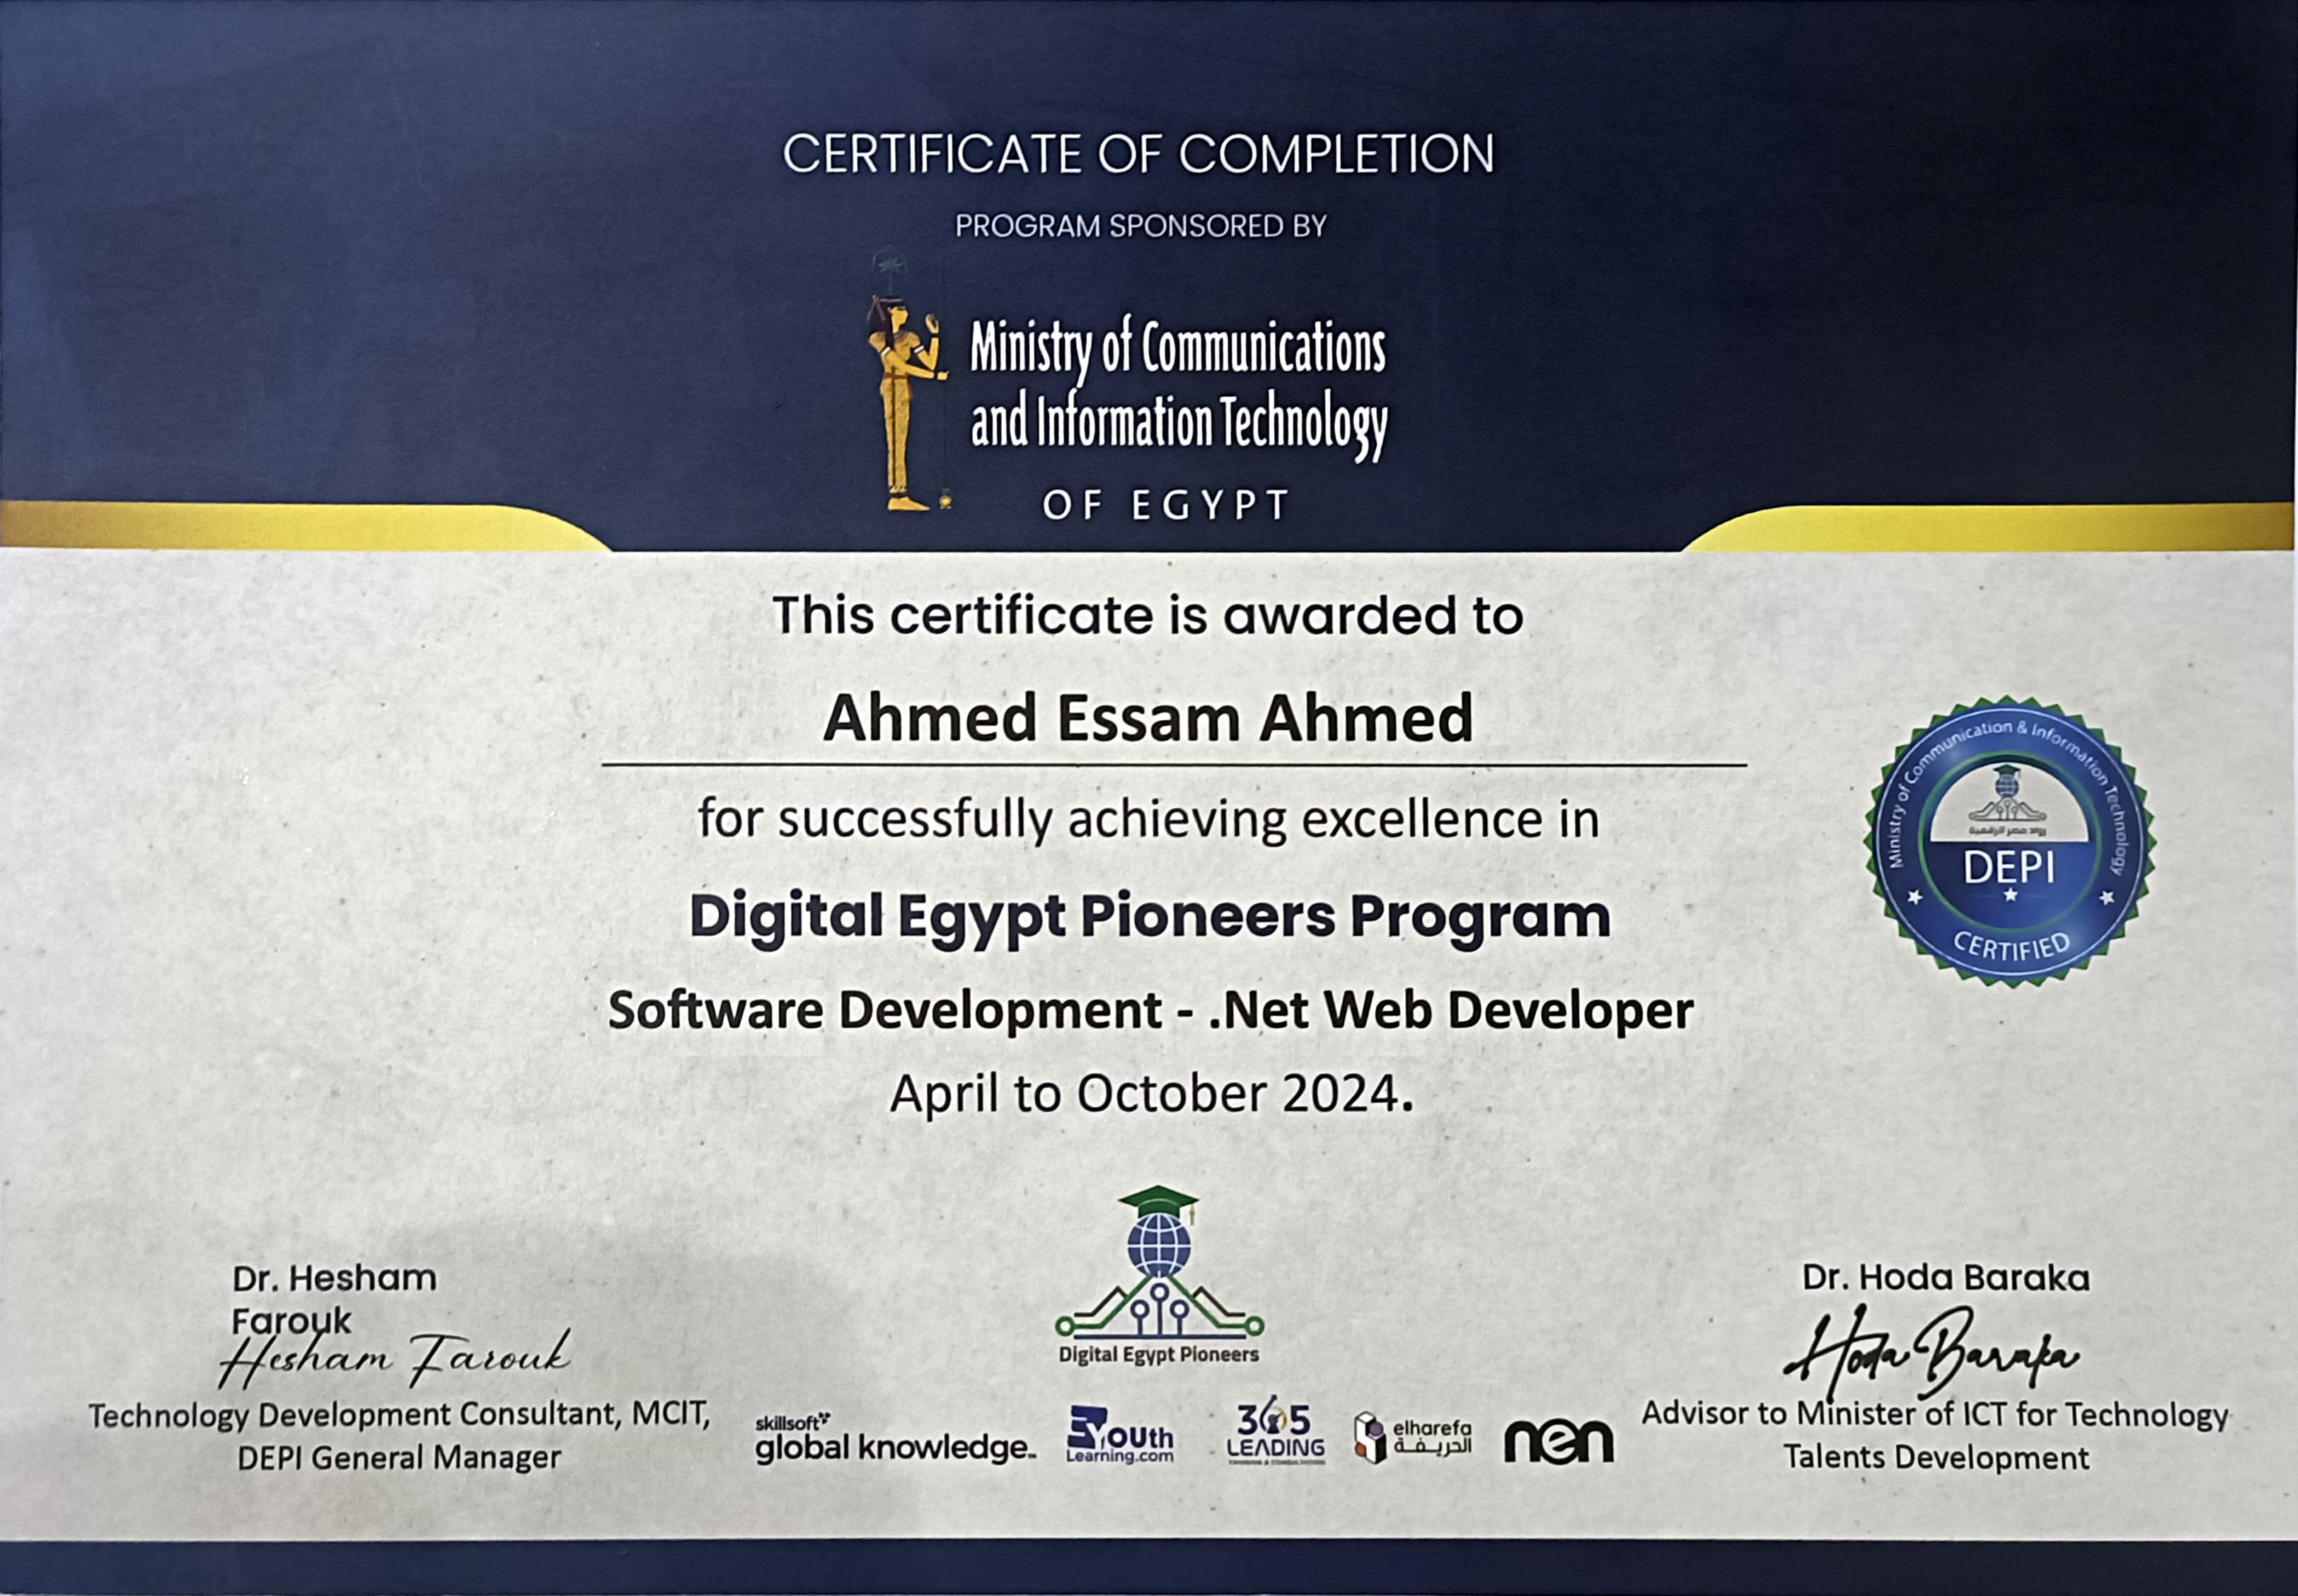 CERTIFICATE OF COMPLETION
PROGRAM SPONSORED BY
Ministry of Communications
and Information Technology
OF EGYPT
This certificate is awarded to
Ahmed Essam Ahmed
for successfully achieving excellence in
Digital Egypt Pioneers Program
Software Development - .Net Web Developer
April to October 2024.
Ministry of Communication & Information Technology
رواد مصر الرقمية
DEPI
CERTIFIED
Dr. Hesham
Farouk
Hesham Farouk
Technology Development Consultant, MCIT,
DEPI General Manager
Digital Egypt Pioneers
skillsoft
global knowledge™
Youth
Learning.com
365
LEADING
TRAINING & CONSULTATIONS
elharefa
الحريفة
nen
Dr. Hoda Baraka
Hoda Baraka
Advisor to Minister of ICT for Technology
Talents Development